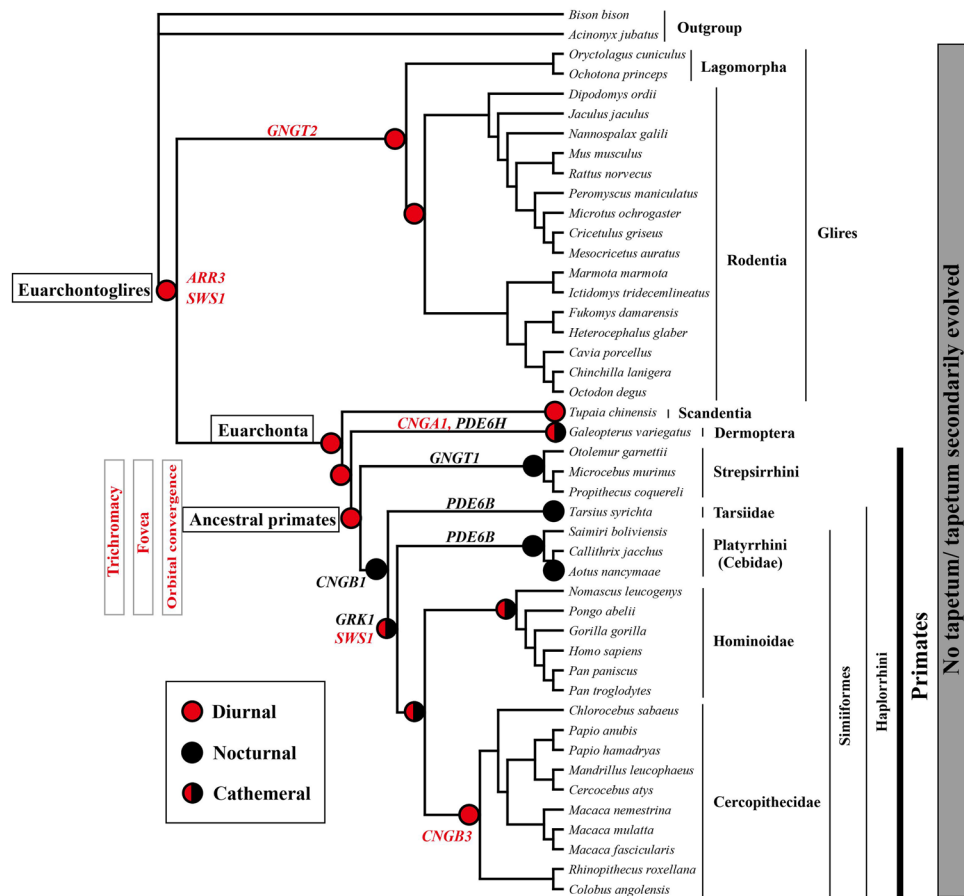 Bison bison
Acinonyx jubatus
Outgroup
Oryctolagus cuniculus
Ochotona princeps
Lagomorpha
Dipodomys ordii
Jaculus jaculus
Nannospalax galili
Mus musculus
Rattus norvecus
Peromyscus maniculatus
Microtus ochrogaster
Cricetulus griseus
Mesocricetus auratus
Marmota marmota
Ictidomys tridecemlineatus
Fukomys damarensis
Heterocephalus glaber
Cavia porcellus
Chinchilla lanigera
Octodon degus
Rodentia
Glires
GNGT2
Euarchontoglires
ARR3
SWS1
Euarchonta
Tupaia chinensis
Scandentia
CNGA1, PDE6H
Galeopterus variegatus
Dermoptera
GNGT1
Otolemur garnettii
Microcebus murinus
Propithecus coquereli
Strepsirrhini
Ancestral primates
Trichromacy
Fovea
Orbital convergence
PDE6B
Tarsius syrichta
Tarsiidae
CNGB1
PDE6B
Saimiri boliviensis
Callithrix jacchus
Aotus nancymaae
Platyrrhini
(Cebidae)
GRK1
SWS1
Nomascus leucogenys
Pongo abelii
Gorilla gorilla
Homo sapiens
Pan paniscus
Pan troglodytes
Hominoidae
Chlorocebus sabaeus
Papio anubis
Papio hamadryas
Mandrillus leucophaeus
Cercocebus atys
Macaca nemestrina
Macaca mulatta
Macaca fascicularis
Rhinopithecus roxellana
Colobus angolensis
Cercopithecidae
CNGB3
Simiiformes
Haplorrhini
Primates
No tapetum/ tapetum secondarily evolved
Diurnal
Nocturnal
Cathemeral